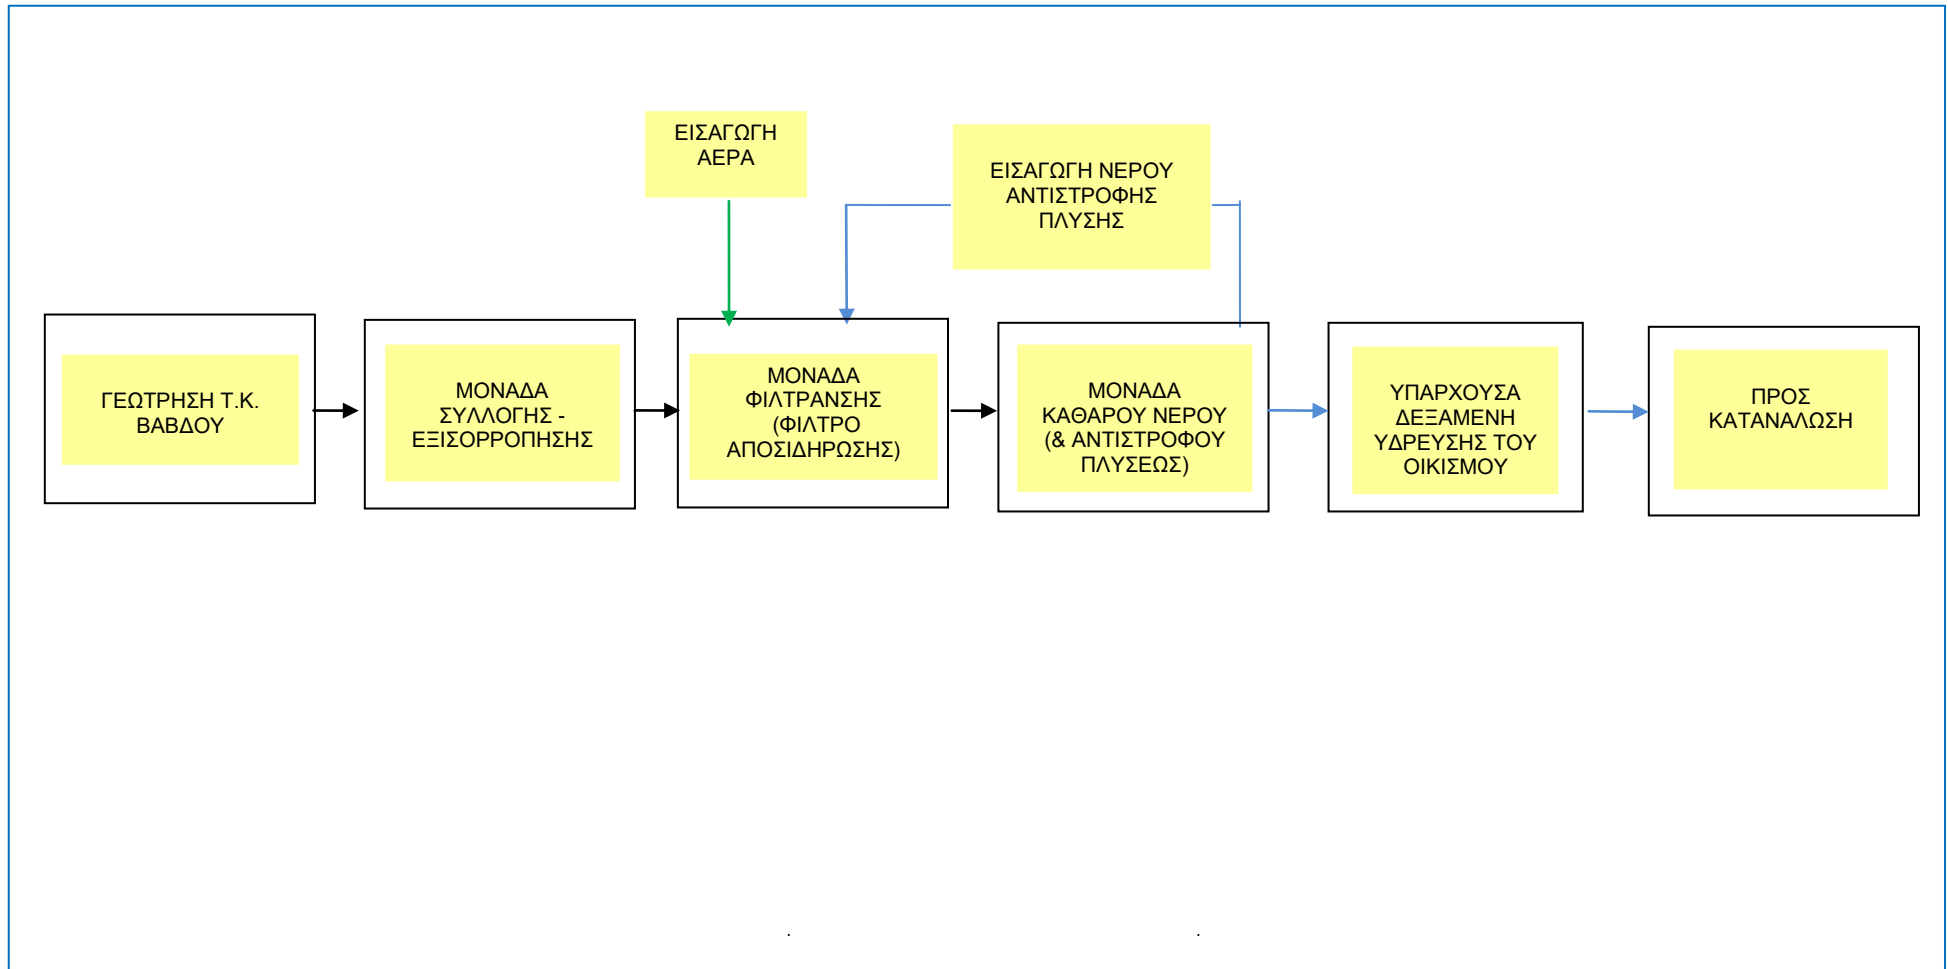 ΕΙΣΑΓΩΓΗ
ΑΕΡΑ
ΕΙΣΑΓΩΓΗ ΝΕΡΟΥ
ΑΝΤΙΣΤΡΟΦΗΣ
ΠΛΥΣΗΣ
ΓΕΩΤΡΗΣΗ Τ.Κ.
ΒΑΒΔΟΥ
ΜΟΝΑΔΑ
ΣΥΛΛΟΓΗΣ -
ΕΞΙΣΟΡΡΟΠΗΣΗΣ
ΜΟΝΑΔΑ
ΦΙΛΤΡΑΝΣΗΣ
(ΦΙΛΤΡΟ
ΑΠΟΣΙΔΗΡΩΣΗΣ)
ΜΟΝΑΔΑ
ΚΑΘΑΡΟΥ ΝΕΡΟΥ
(& ΑΝΤΙΣΤΡΟΦΟΥ
ΠΛΥΣΕΩΣ)
ΥΠΑΡΧΟΥΣΑ
ΔΕΞΑΜΕΝΗ
ΥΔΡΕΥΣΗΣ ΤΟΥ
ΟΙΚΙΣΜΟΥ
ΠΡΟΣ
ΚΑΤΑΝΑΛΩΣΗ